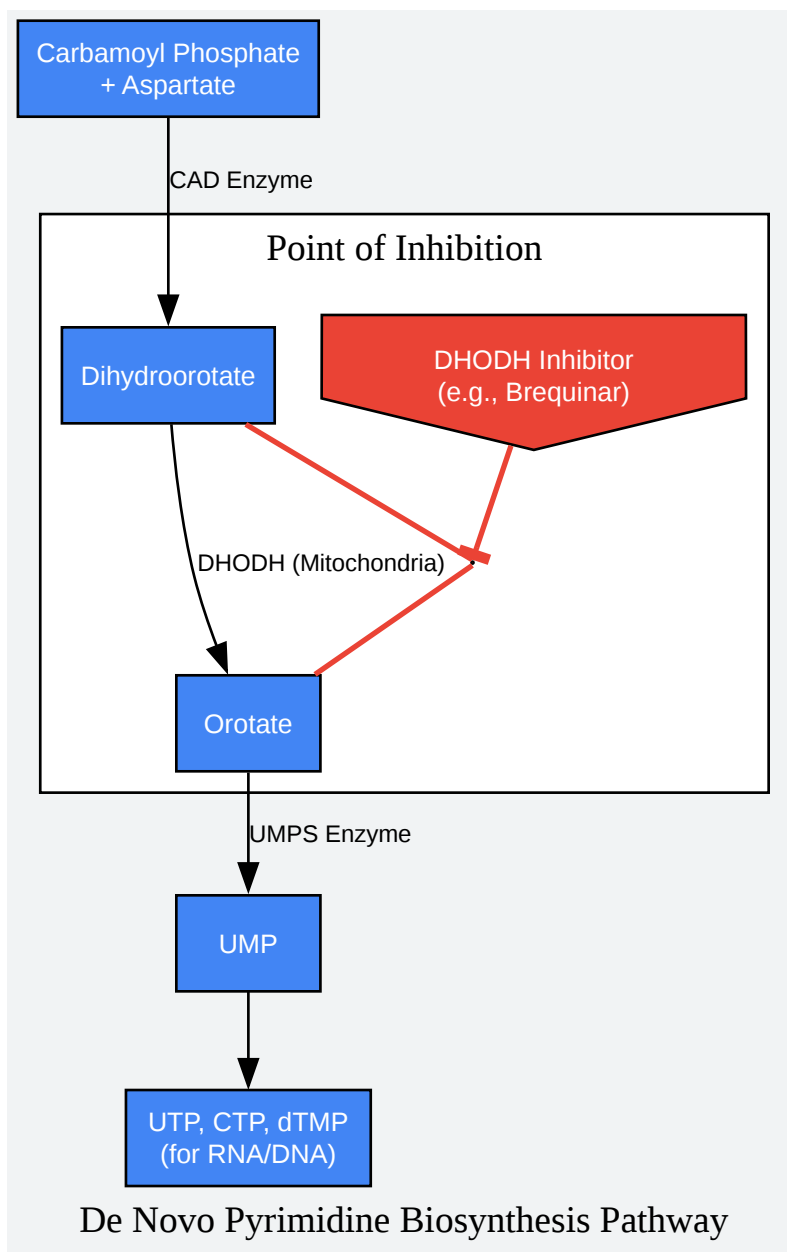 Carbamoyl Phosphate
+ Aspartate
CAD Enzyme
Point of Inhibition
Dihydroorotate
DHODH Inhibitor
(e.g., Brequinar)
DHODH (Mitochondria)
Orotate
UMPS Enzyme
UMP
UTP, CTP, dTMP
(for RNA/DNA)
De Novo Pyrimidine Biosynthesis Pathway